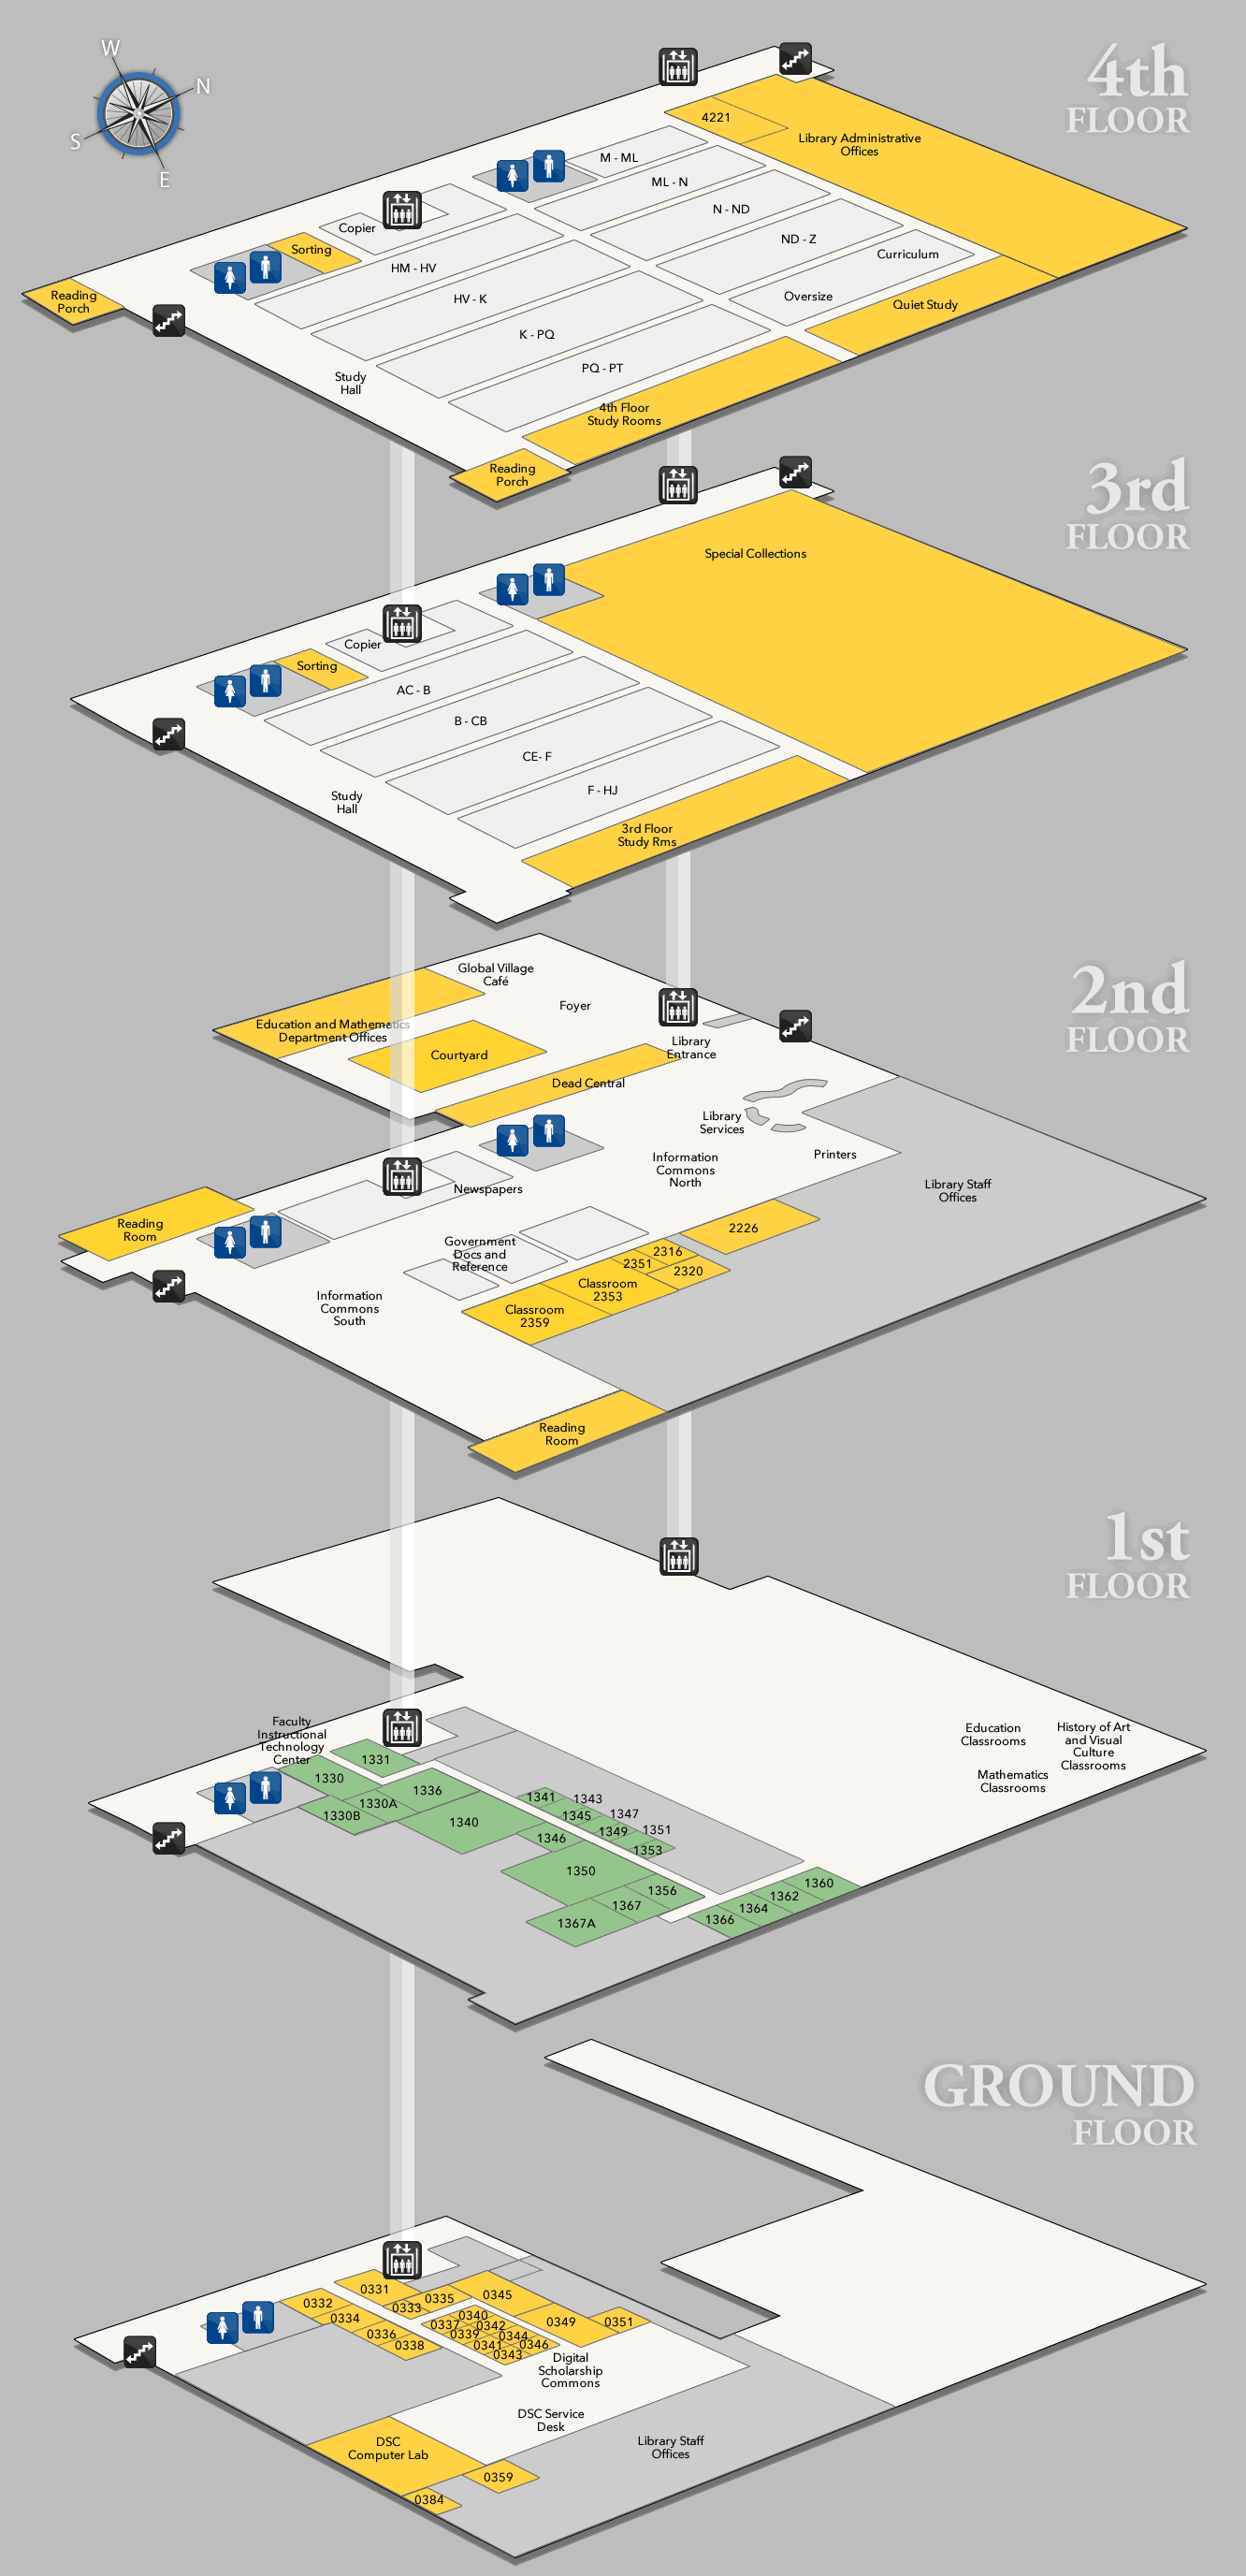 W
N
S
E
4th
FLOOR
4221
Library Administrative
Offices
M - ML
ML - N
N - ND
ND - Z
Curriculum
Oversize
Quiet Study
Copier
Sorting
HM - HV
HV - K
K - PQ
PQ - PT
Reading
Porch
Study
Hall
4th Floor
Study Rooms
Reading
Porch
3rd
FLOOR
Special Collections
Copier
Sorting
AC - B
B - CB
CE- F
F - HJ
Study
Hall
3rd Floor
Study Rms
2nd
FLOOR
Global Village
Café
Foyer
Education and Mathematics
Department Offices
Courtyard
Library
Entrance
Dead Central
Library
Services
Printers
Information
Commons
North
Library Staff
Offices
Newspapers
Reading
Room
Government
Docs and
Reference
2226
2316
2351
2320
Classroom
2353
Classroom
2359
Information
Commons
South
Reading
Room
1st
FLOOR
Education
Classrooms
History of Art
and Visual
Culture
Classrooms
Mathematics
Classrooms
Faculty
Instructional
Technology
Center
1331
1330
1330A
1330B
1336
1340
1341
1343
1345
1347
1346
1349
1351
1353
1350
1356
1367
1367A
1360
1362
1364
1366
GROUND
FLOOR
0331
0332
0333
0334
0335
0336
0338
0345
0340
0337
0342
0339
0344
0341
0346
0343
0349
0351
Digital
Scholarship
Commons
DSC Service
Desk
DSC
Computer Lab
Library Staff
Offices
0359
0384